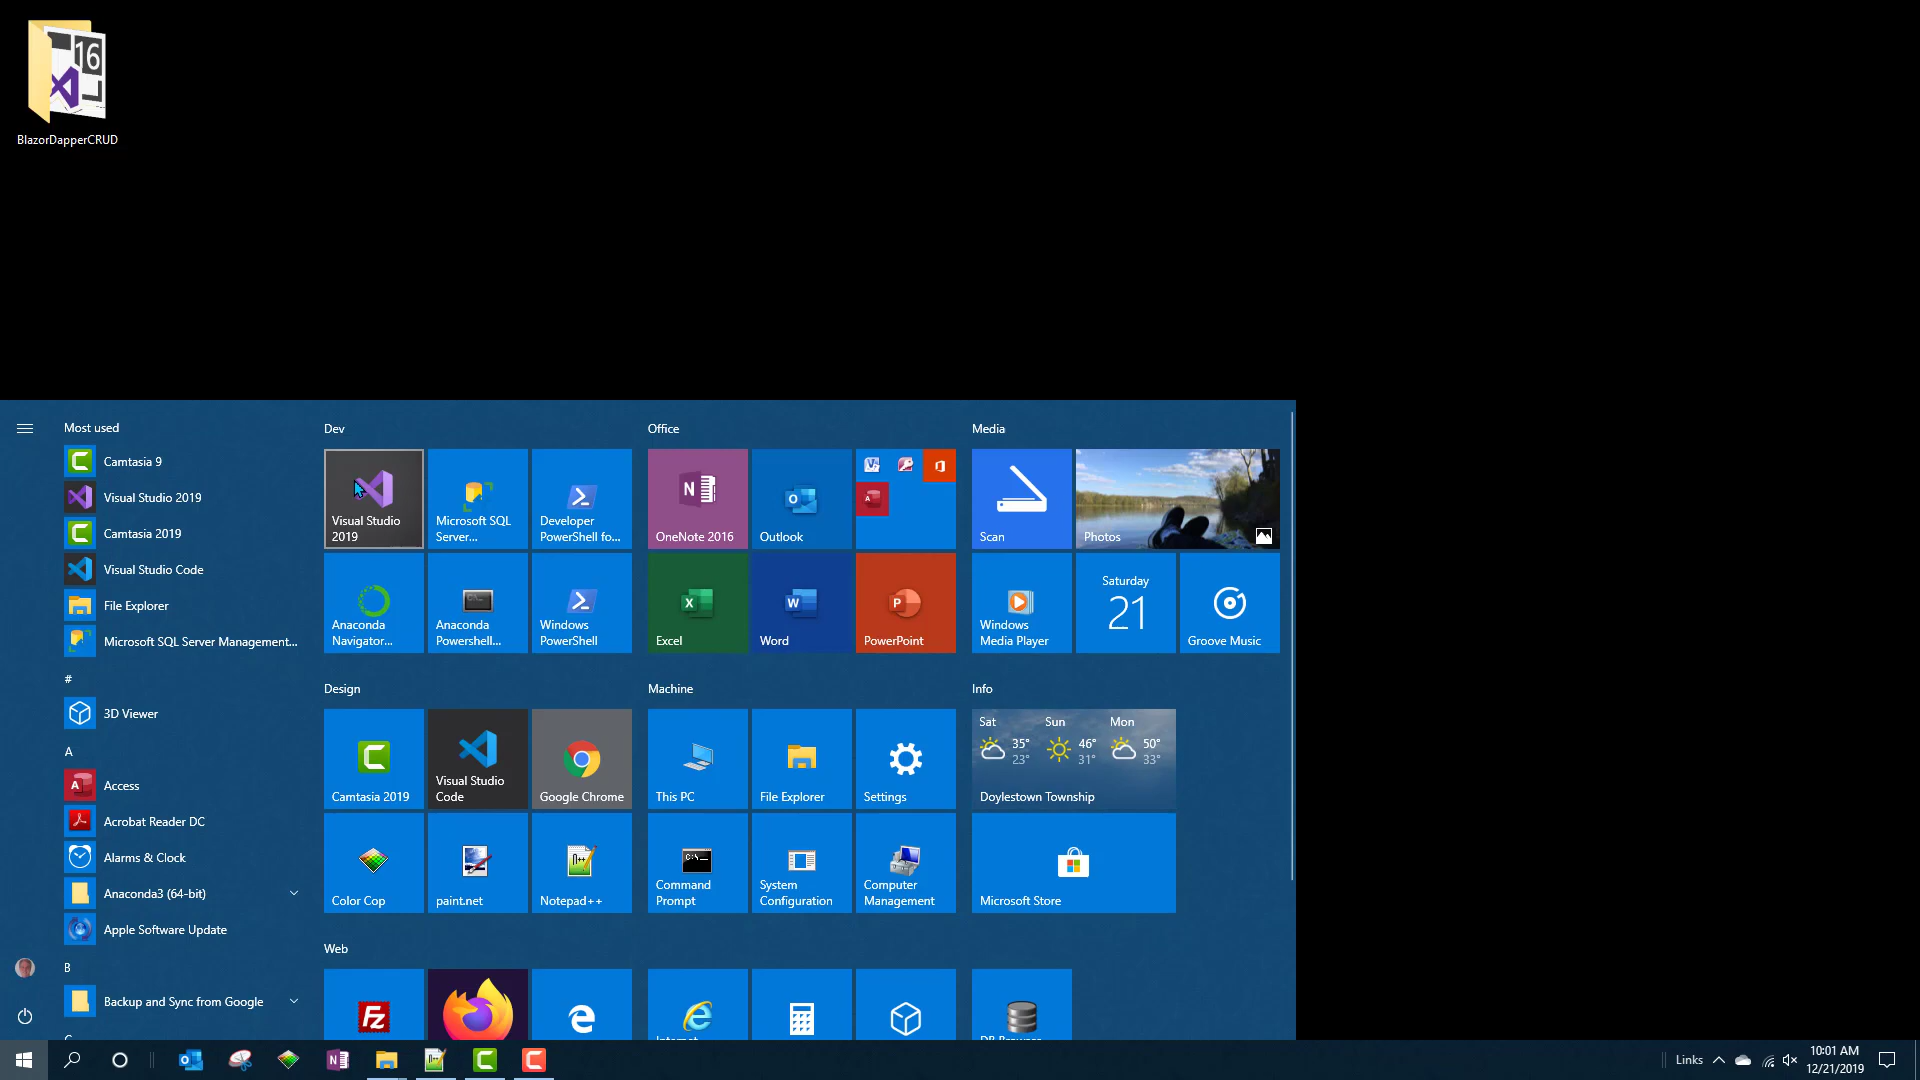 16
BlazorDapperCRUD
Most used
Camtasia 9
Visual Studio 2019
Camtasia 2019
Visual Studio Code
File Explorer
Microsoft SQL Server Management...
#
3D Viewer
A
Access
Acrobat Reader DC
Alarms & Clock
Anaconda3 (64-bit)
Apple Software Update
B
Backup and Sync from Google
Dev
Visual Studio
2019
Microsoft SQL
Server...
Developer
PowerShell fo...
Anaconda
Navigator...
Anaconda
Powershell...
Windows
PowerShell
Office
OneNote 2016
Outlook
Excel
Word
PowerPoint
Media
Scan
Photos
Windows
Media Player
Saturday
21
Groove Music
Design
Camtasia 2019
Visual Studio
Code
Google Chrome
Color Cop
paint.net
Notepad++
Machine
This PC
File Explorer
Settings
Command
Prompt
System
Configuration
Computer
Management
Info
Sat Sun Mon
35° 46° 50°
23° 31° 33°
Doylestown Township
Microsoft Store
Web
Links
10:01 AM
12/21/2019